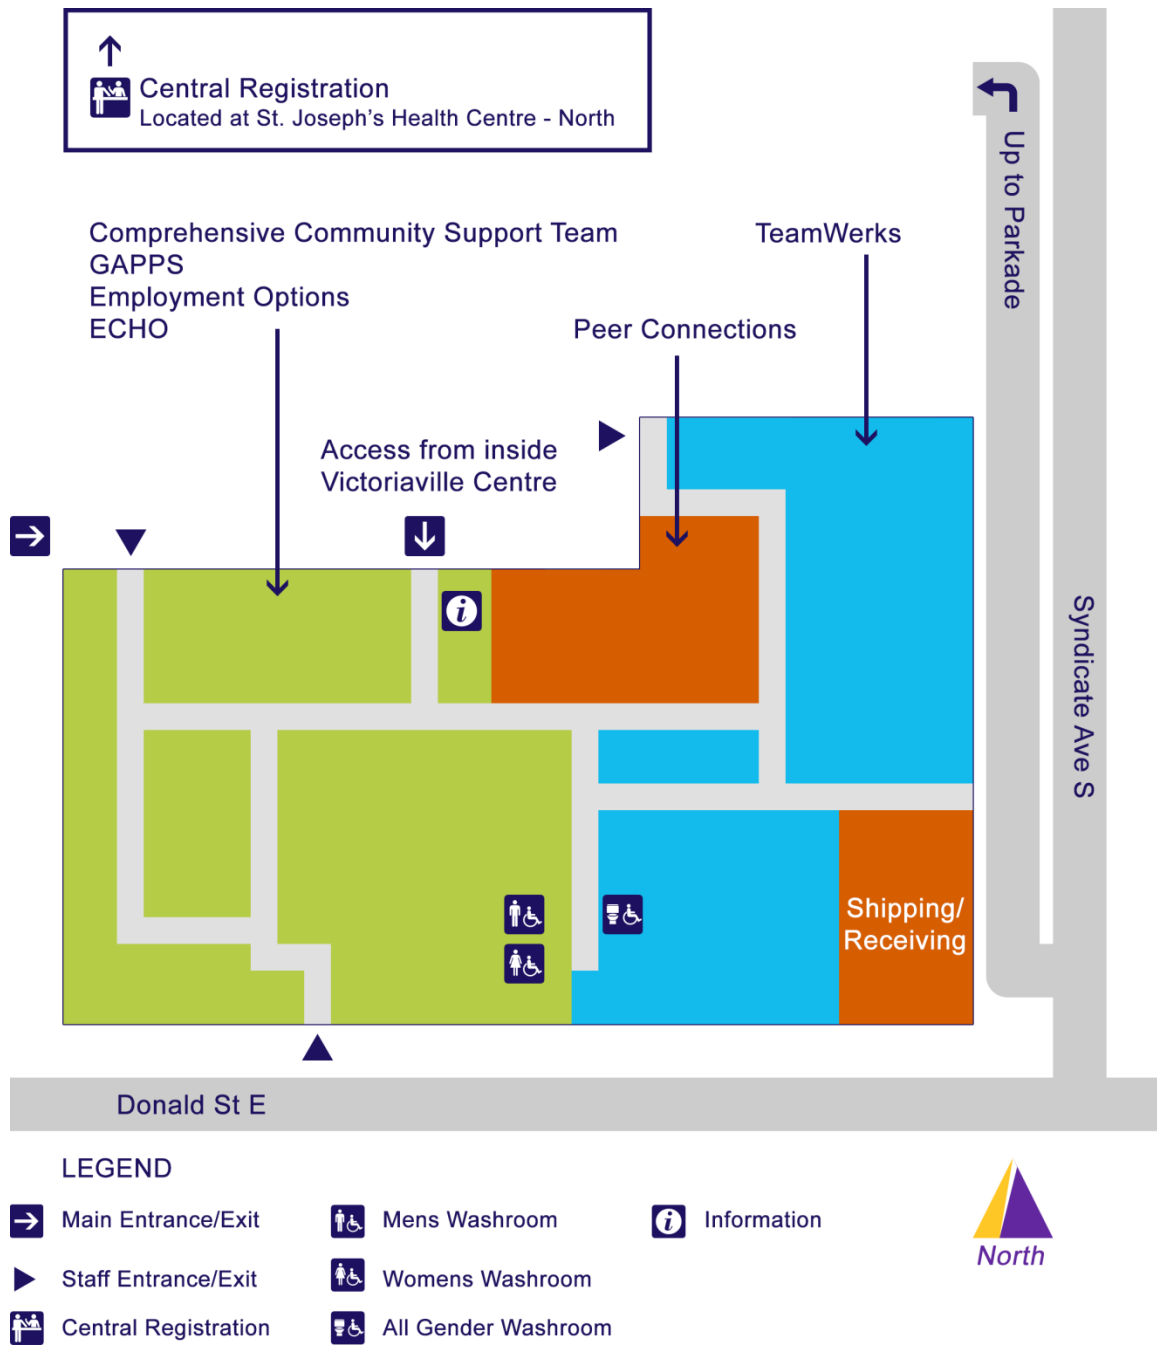 Central Registration
Located at St. Joseph's Health Centre - North
Up to Parkade
Comprehensive Community Support Team
GAPPS
Employment Options
ECHO
TeamWerks
Peer Connections
Access from inside
Victoriaville Centre
Syndicate Ave S
Shipping/
Receiving
Donald St E
LEGEND
Main Entrance/Exit
Mens Washroom
Information
Staff Entrance/Exit
Womens Washroom
Central Registration
All Gender Washroom
North